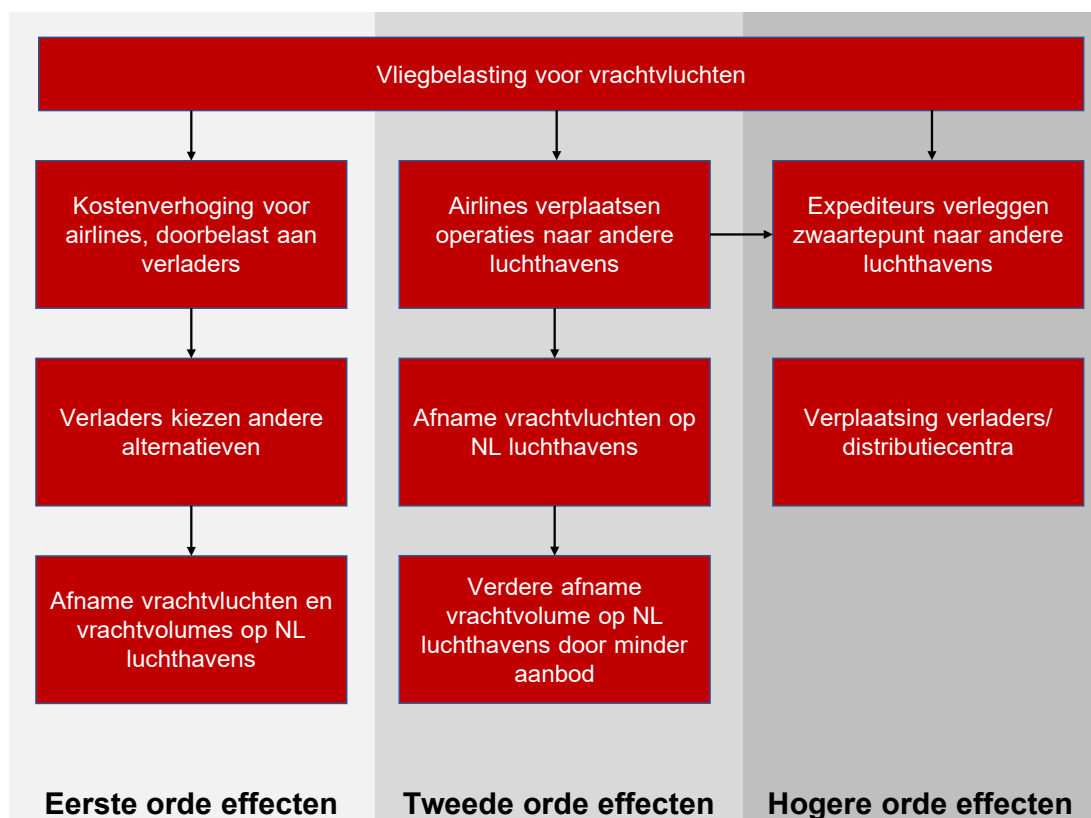 Vliegbelasting voor vrachtvluchten
Kostenverhoging voor
airlines, doorbelast aan
verladers
Airlines verplaatsen
operaties naar andere
luchthavens
Expediteurs verleggen
zwaartepunt naar andere
luchthavens
Verladers kiezen andere
alternatieven
Afname vrachtvluchten op
NL luchthavens
Verplaatsing verladers/
distributiecentra
Afname vrachtvluchten en
vrachtvolumes op NL
luchthavens
Verdere afname
vrachtvolume op NL
luchthavens door minder
aanbod
Eerste orde effecten
Tweede orde effecten
Hogere orde effecten